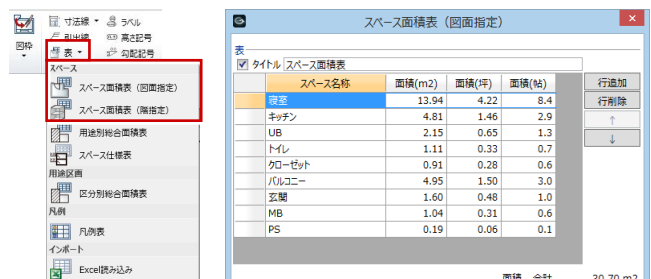 図枠
寸法線
ラベル
引出線
高さ記号
表
勾配記号
スペース
スペース面積表（図面指定）
スペース面積表（階指定）
用途別総合面積表
スペース仕様表
用途区画
区分別総合面積表
凡例
凡例表
インポート
Excel読み込み
スペース面積表（図面指定）
表
タイトル スペース面積表
スペース名称 面積(m2) 面積(坪) 面積(帖)
寝室 13.94 4.22 8.4
キッチン 4.81 1.46 2.9
UB 2.15 0.65 1.3
トイレ 1.11 0.33 0.7
クローゼット 0.91 0.28 0.6
バルコニー 4.95 1.50 3.0
玄関 1.60 0.48 1.0
MB 1.04 0.31 0.6
PS 0.19 0.06 0.1
行追加
行削除
↑
↓
面積 合計 30.70 m2